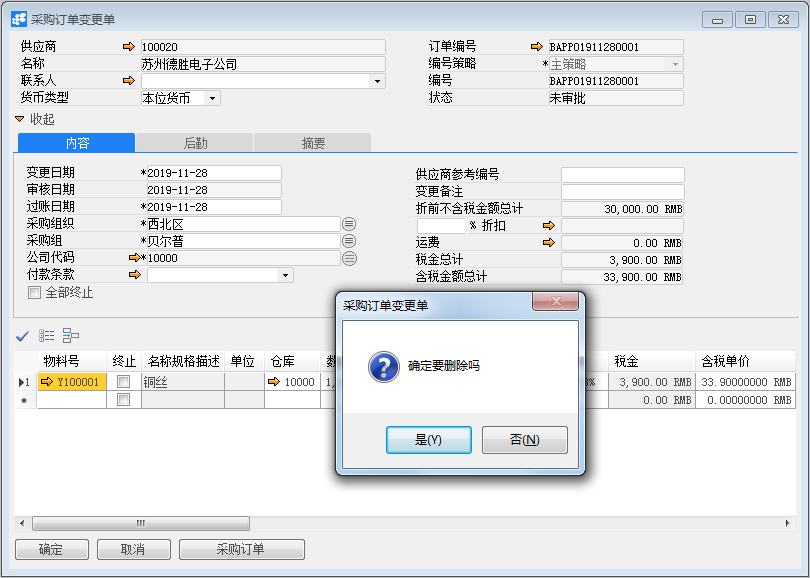 采购订单变更单
供应商 100020 订单编号 BAPP01911280001
名称 苏州德胜电子公司 编号策略 *主策略
联系人 编号 BAPP01911280001
货币类型 本位货币 状态 未审批
收起
内容 后勤 摘要
变更日期 *2019-11-28 供应商参考编号
审核日期 2019-11-28 变更备注
过账日期 *2019-11-28 折前不含税金额总计 30,000.00 RMB
采购组织 *西北区 % 折扣
采购组 *贝尔普 运费 0.00 RMB
公司代码 *10000 税金总计 3,900.00 RMB
付款条款 含税金额总计 33,900.00 RMB
全部终止
采购订单变更单
确定要删除吗
是(Y) 否(N)
物料号 终止 名称规格描述 单位 仓库 税金 含税单价
1 Y100001 铜丝 10000 1, % 3,900.00 RMB 33.90000000 RMB
* 0.00 RMB 0.00000000 RMB
确定 取消 采购订单